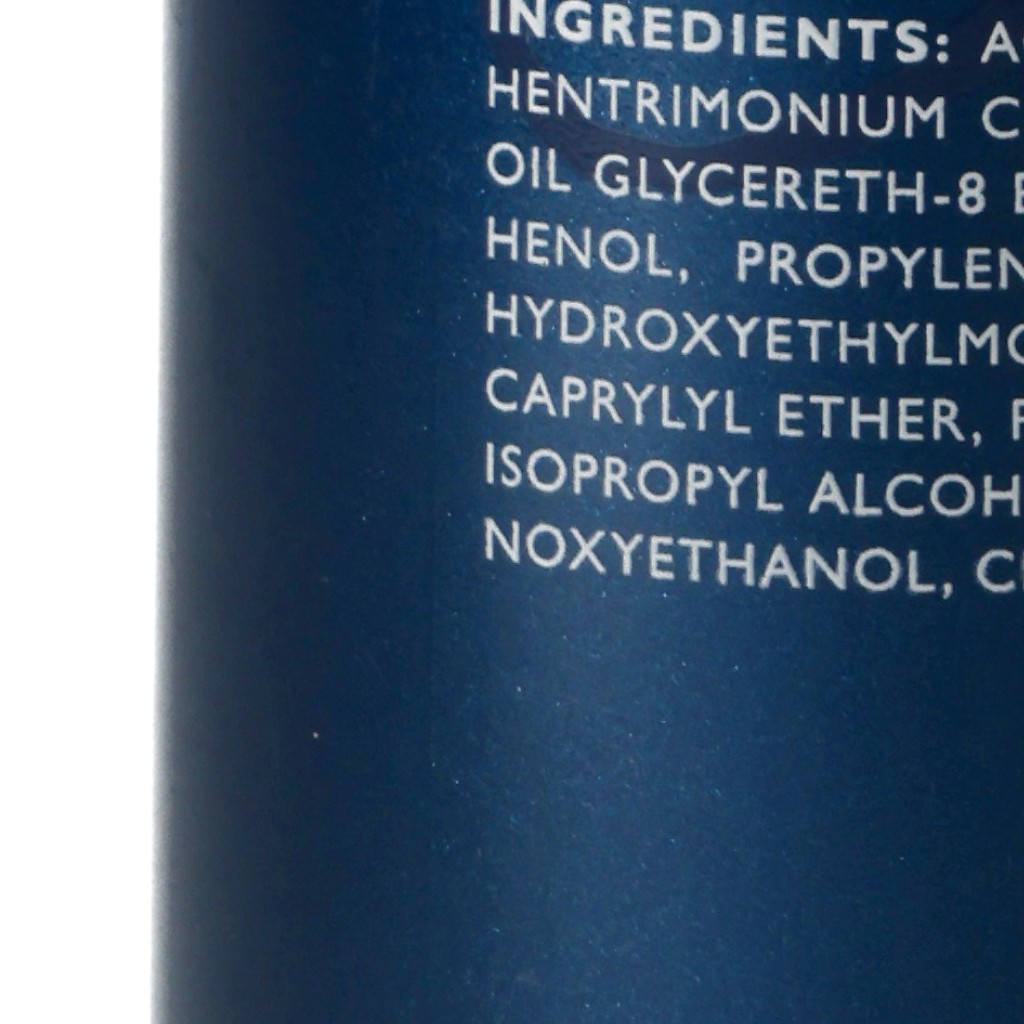 INGREDIENTS:
HENTRIMONIUM
OIL GLYCERETH-8
HENOL, PROPYLEN
HYDROXYETHYLMO
CAPRYLYL ETHER,
ISOPROPYL ALCOH
NOXYETHANOL,